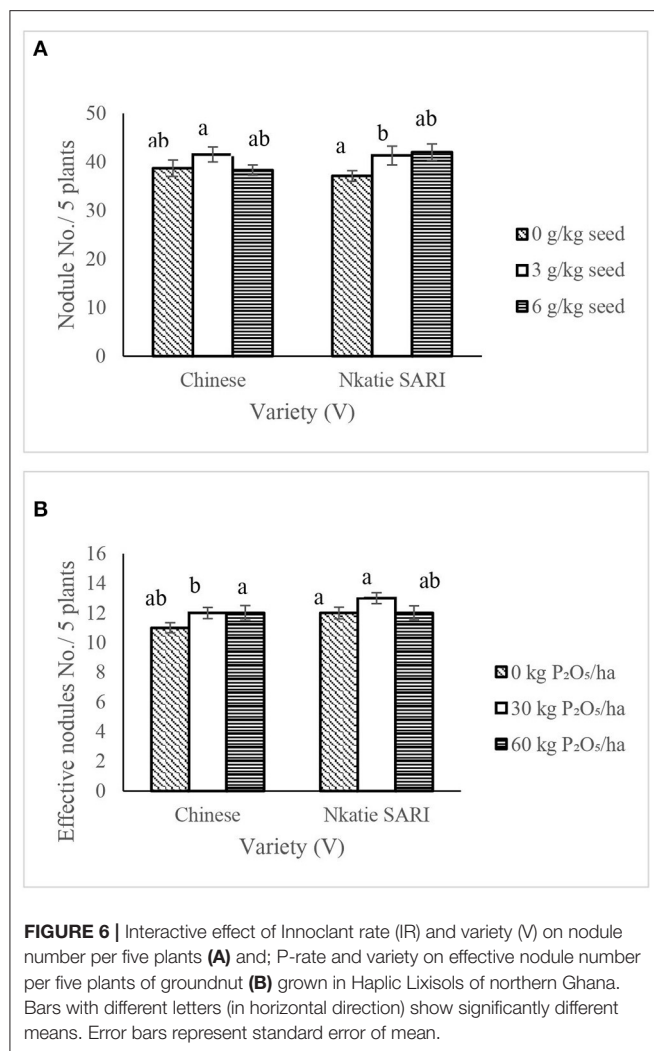 A
Nodule No./ 5 plants
50
40
30
20
10
0
ab
a
ab
a
b
ab
Chinese
Nkatie SARI
Variety (V)
0 g/kg seed
3 g/kg seed
6 g/kg seed
B
Effective nodules No./ 5 plants
16
14
12
10
8
6
4
2
0
ab
b
a
a
a
ab
Chinese
Nkatie SARI
Variety (V)
0 kg P₂O₅/ha
30 kg P₂O₅/ha
60 kg P₂O₅/ha
FIGURE 6 | Interactive effect of Innoclant rate (IR) and variety (V) on nodule
number per five plants (A) and; P-rate and variety on effective nodule number
per five plants of groundnut (B) grown in Haplic Lixisols of northern Ghana.
Bars with different letters (in horizontal direction) show significantly different
means. Error bars represent standard error of mean.